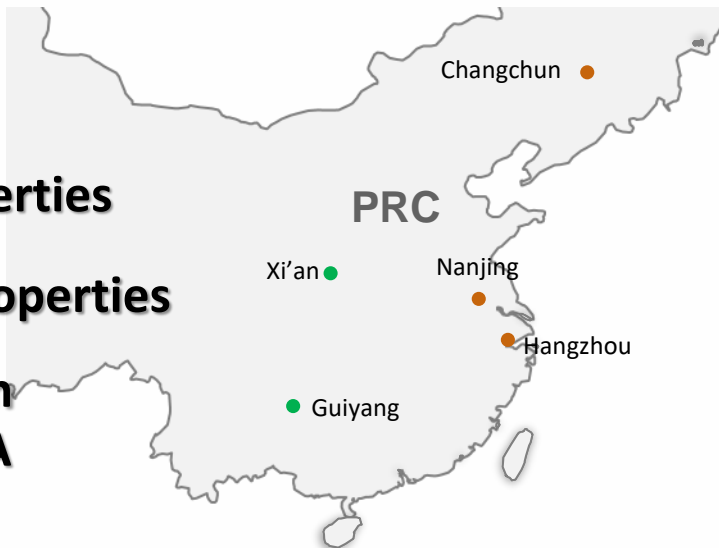 Changchun
erties
PRC
Xi’an
Nanjing
operties
Hangzhou
Guiyang